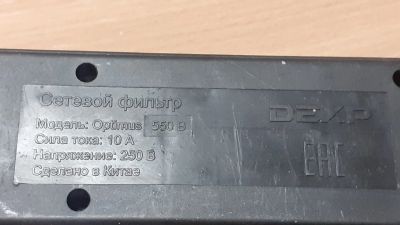 Сетевой фильтр
DEXP
Модель: Optimus 550 B
Сила тока: 10 А
Напряжение: 250 В
Сделано в Китае
EAC